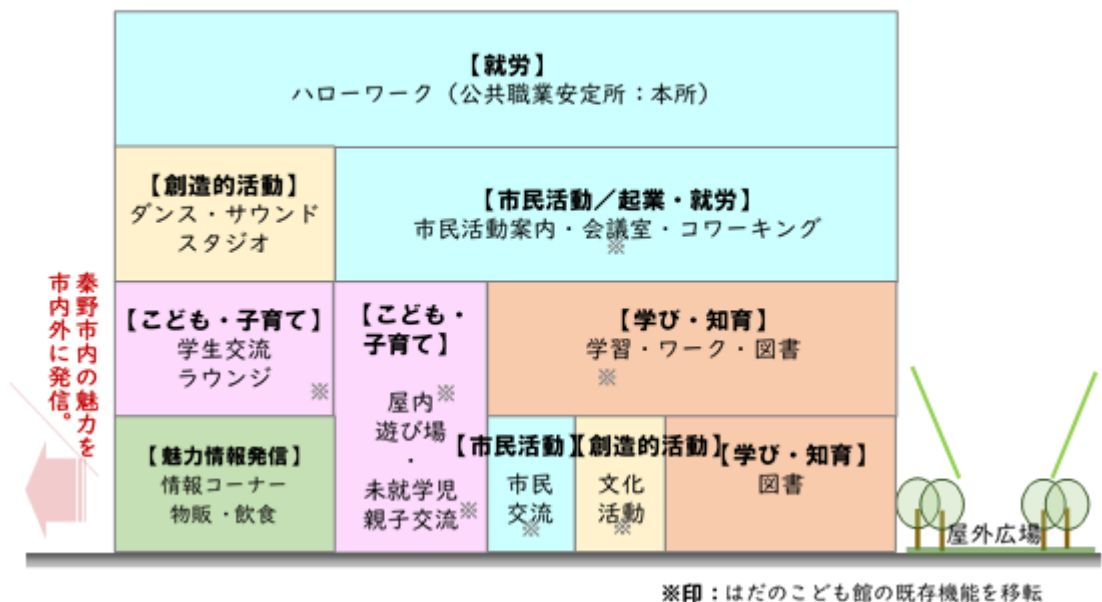 【就労】
ハローワーク（公共職業安定所：本所）
【創造的活動】
ダンス・サウンド
スタジオ
【市民活動／起業・就労】
市民活動案内・会議室・コワーキング
※
秦野市内の魅力を
市内外に発信。
【こども・子育て】
学生交流
ラウンジ
※
【こども・
子育て】
屋内※
遊び場
・
未就学児
親子交流※
【学び・知育】
学習・ワーク・図書
※
【魅力情報発信】
情報コーナー
物販・飲食
【市民活動】
市民
交流
※
【創造的活動】
文化
活動
※
【学び・知育】
図書
屋外広場
※印：はだのこども館の既存機能を移転